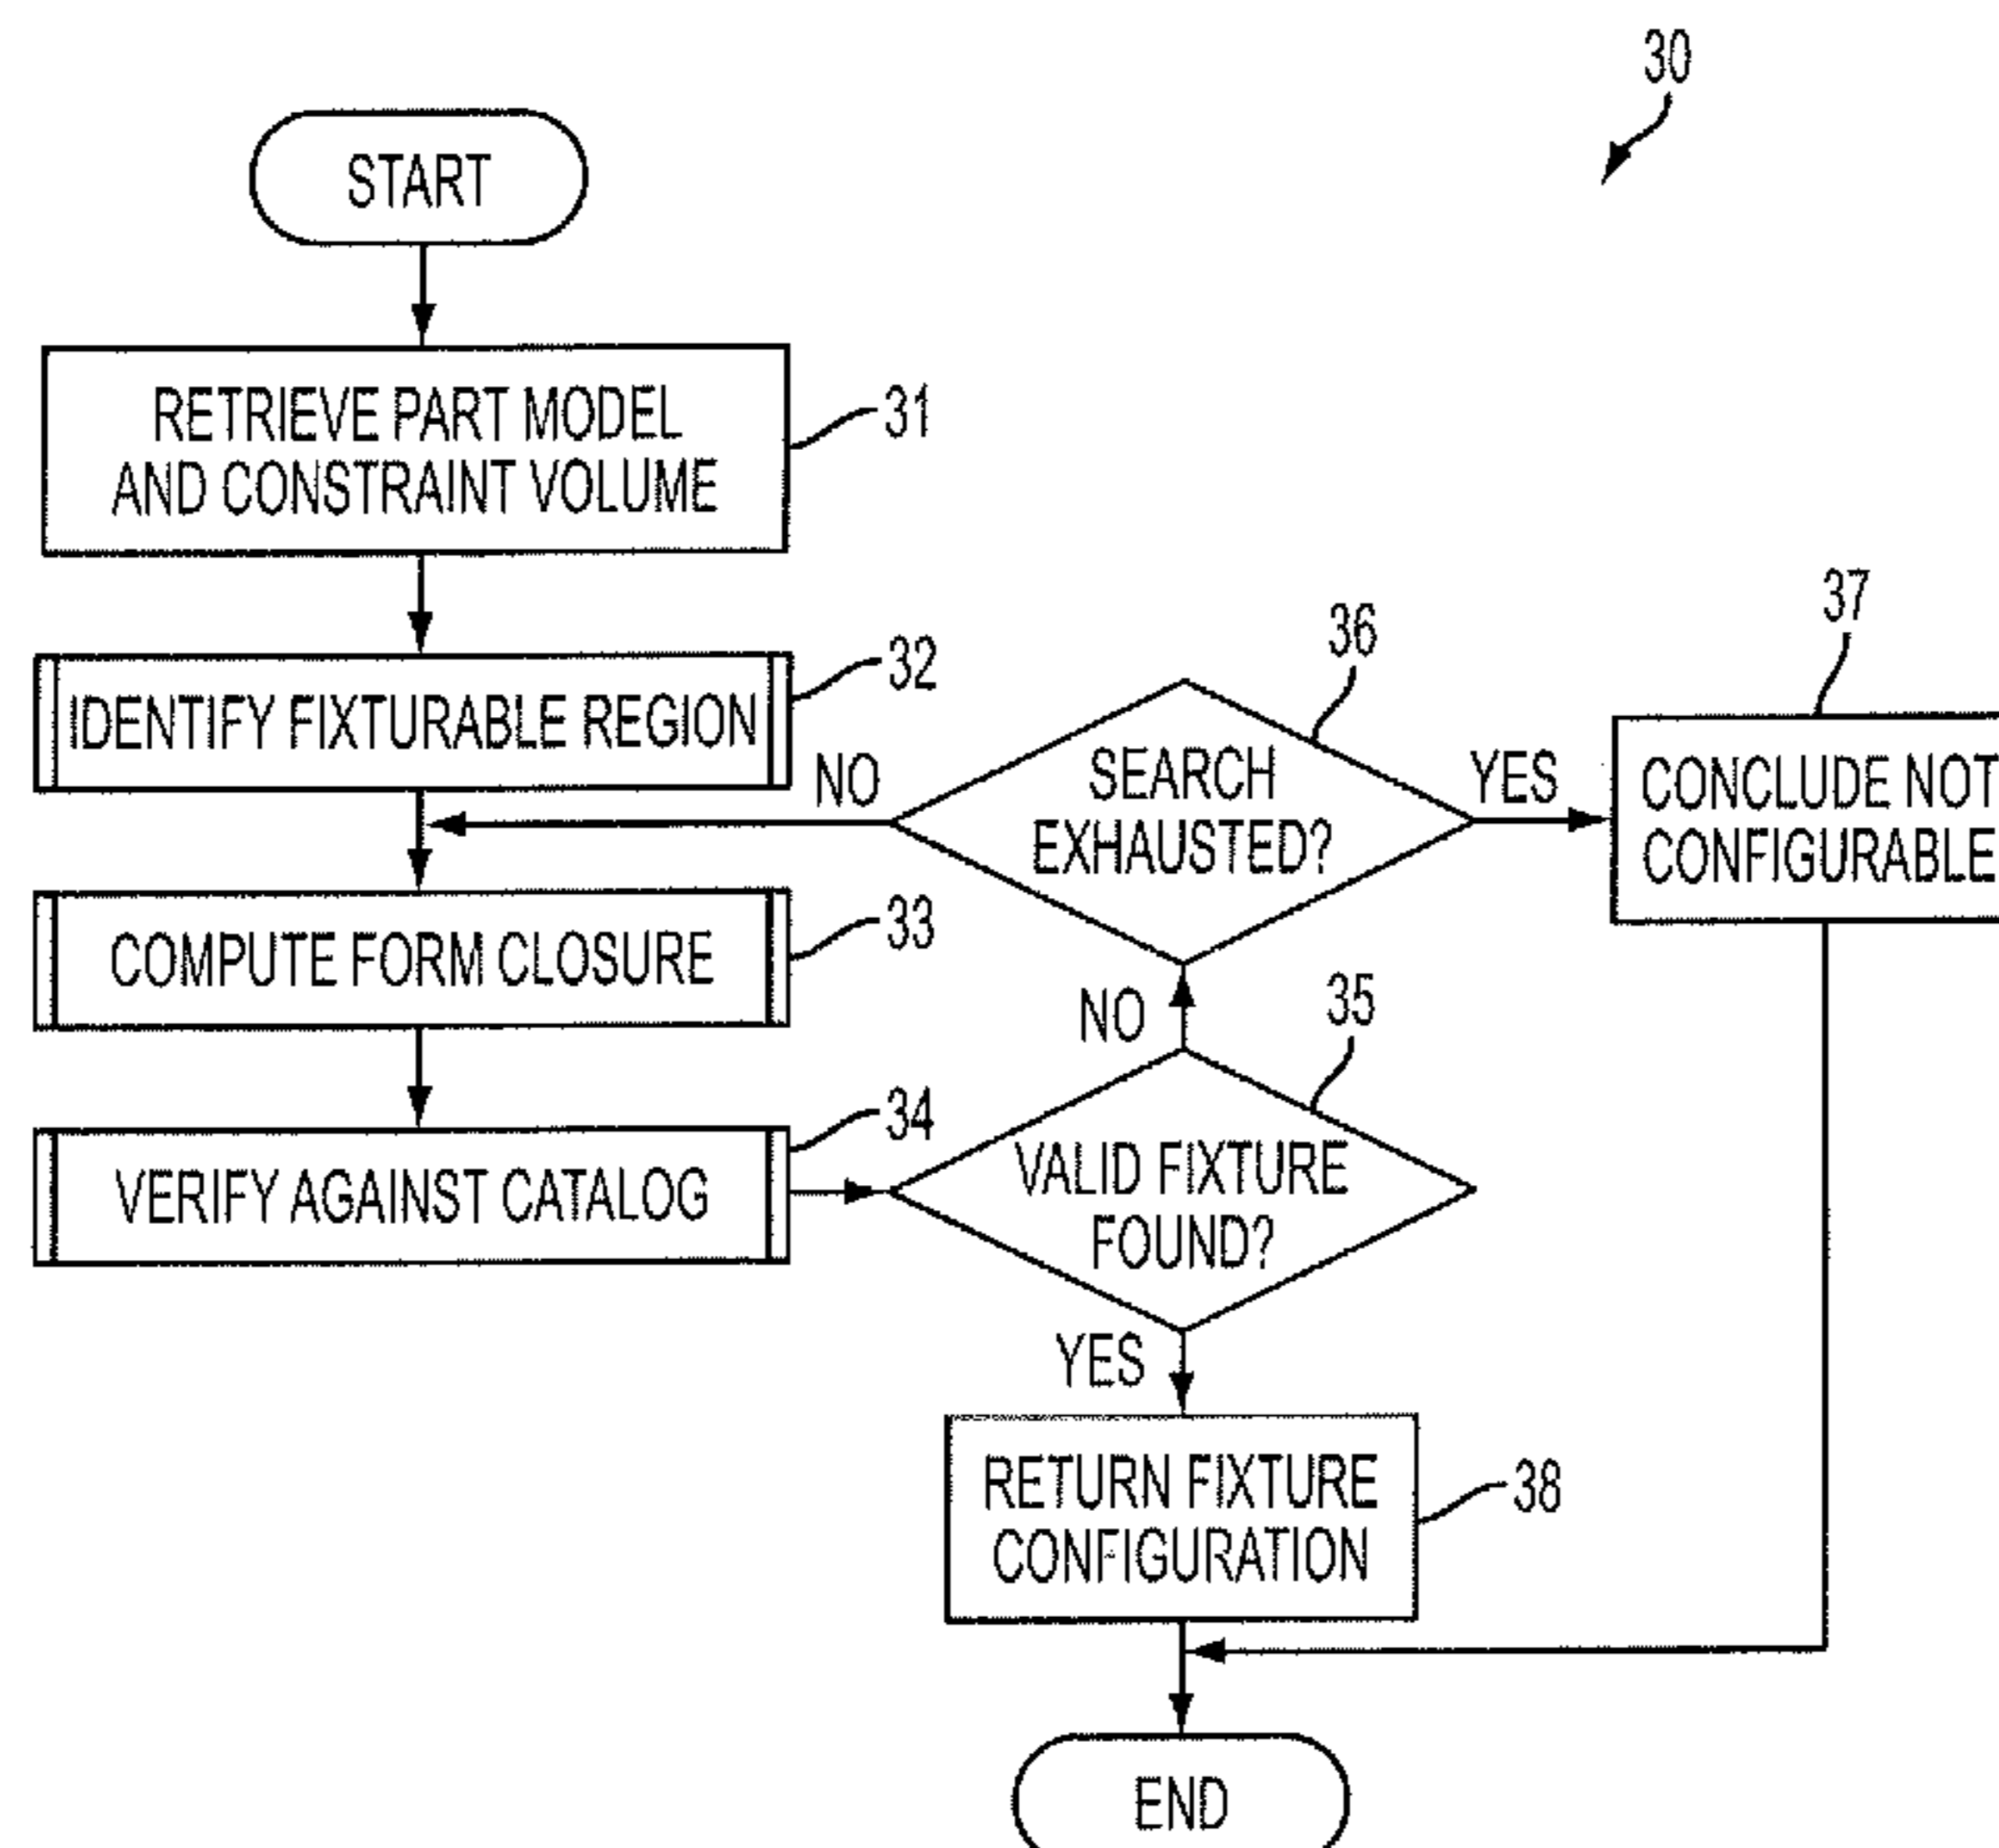 30
START
RETRIEVE PART MODEL
AND CONSTRAINT VOLUME
31
IDENTIFY FIXTURABLE REGION
32
COMPUTE FORM CLOSURE
33
VERIFY AGAINST CATALOG
34
VALID FIXTURE
FOUND?
35
NO
YES
SEARCH
EXHAUSTED?
36
NO
YES
CONCLUDE NOT
CONFIGURABLE
37
RETURN FIXTURE
CONFIGURATION
38
END